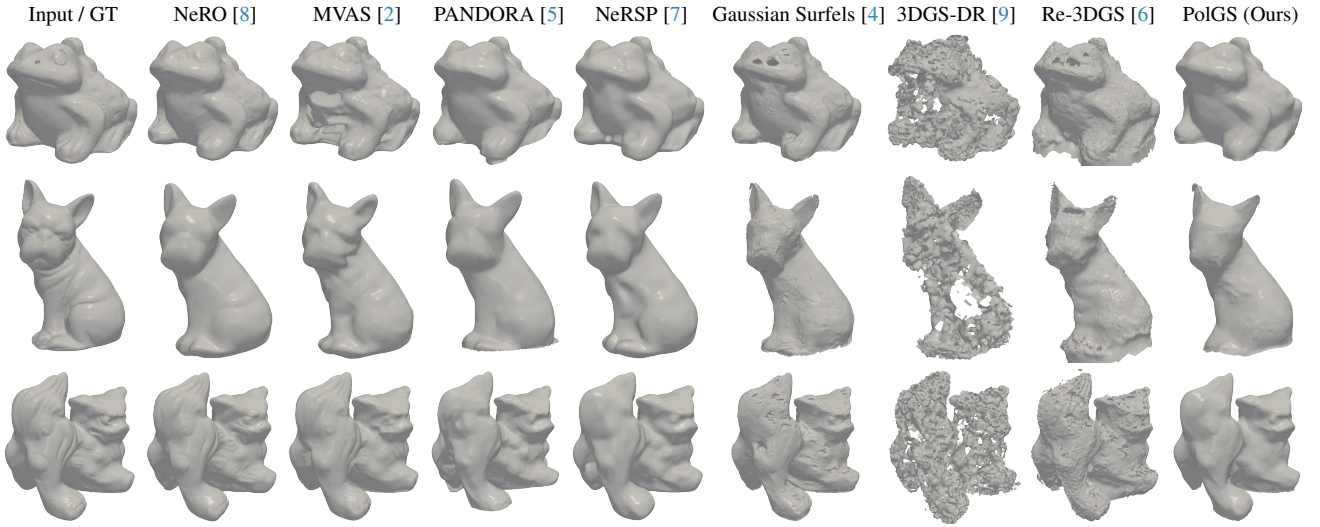 Input / GT NeRO [8] MVAS [2] PANDORA [5] NeRSP [7] Gaussian Surfels [4] 3DGS-DR [9] Re-3DGS [6] PolGS (Ours)